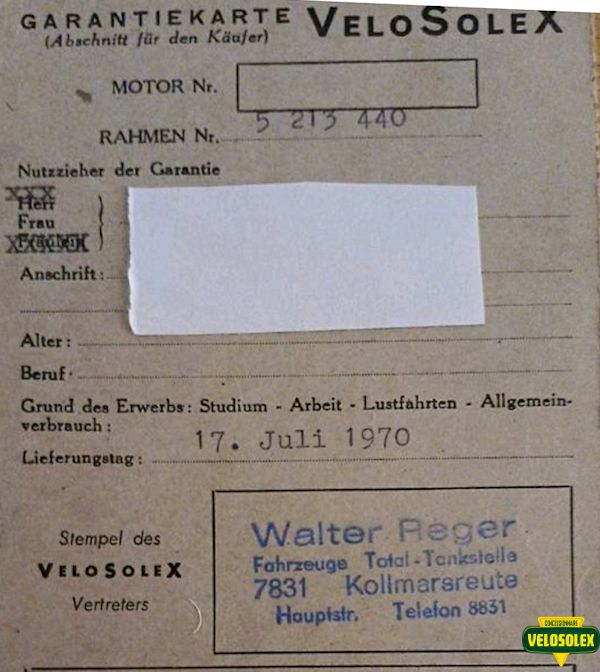 GARANTIEKARTE VELOSOLEX
(Abschnitt für den Käufer)
MOTOR Nr.
5 213 440
RAHMEN Nr.
Nutzzieher der Garantie
Herr
Frau
Fräulein
Anschrift:
Alter:
Beruf.
Grund des Erwerbs: Studium - Arbeit - Lustfahrten - Allgemein-
verbrauch:
17. Juli 1970
Lieferungstag:
Stempel des
VELOSOLEX
Vertreters
Walter Reger
Fahrzeuge Total-Tankstelle
7831 Kollmarsreute
Hauptstr. Telefon 8831
CONCESSIONNAIRE
VELOSOLEX